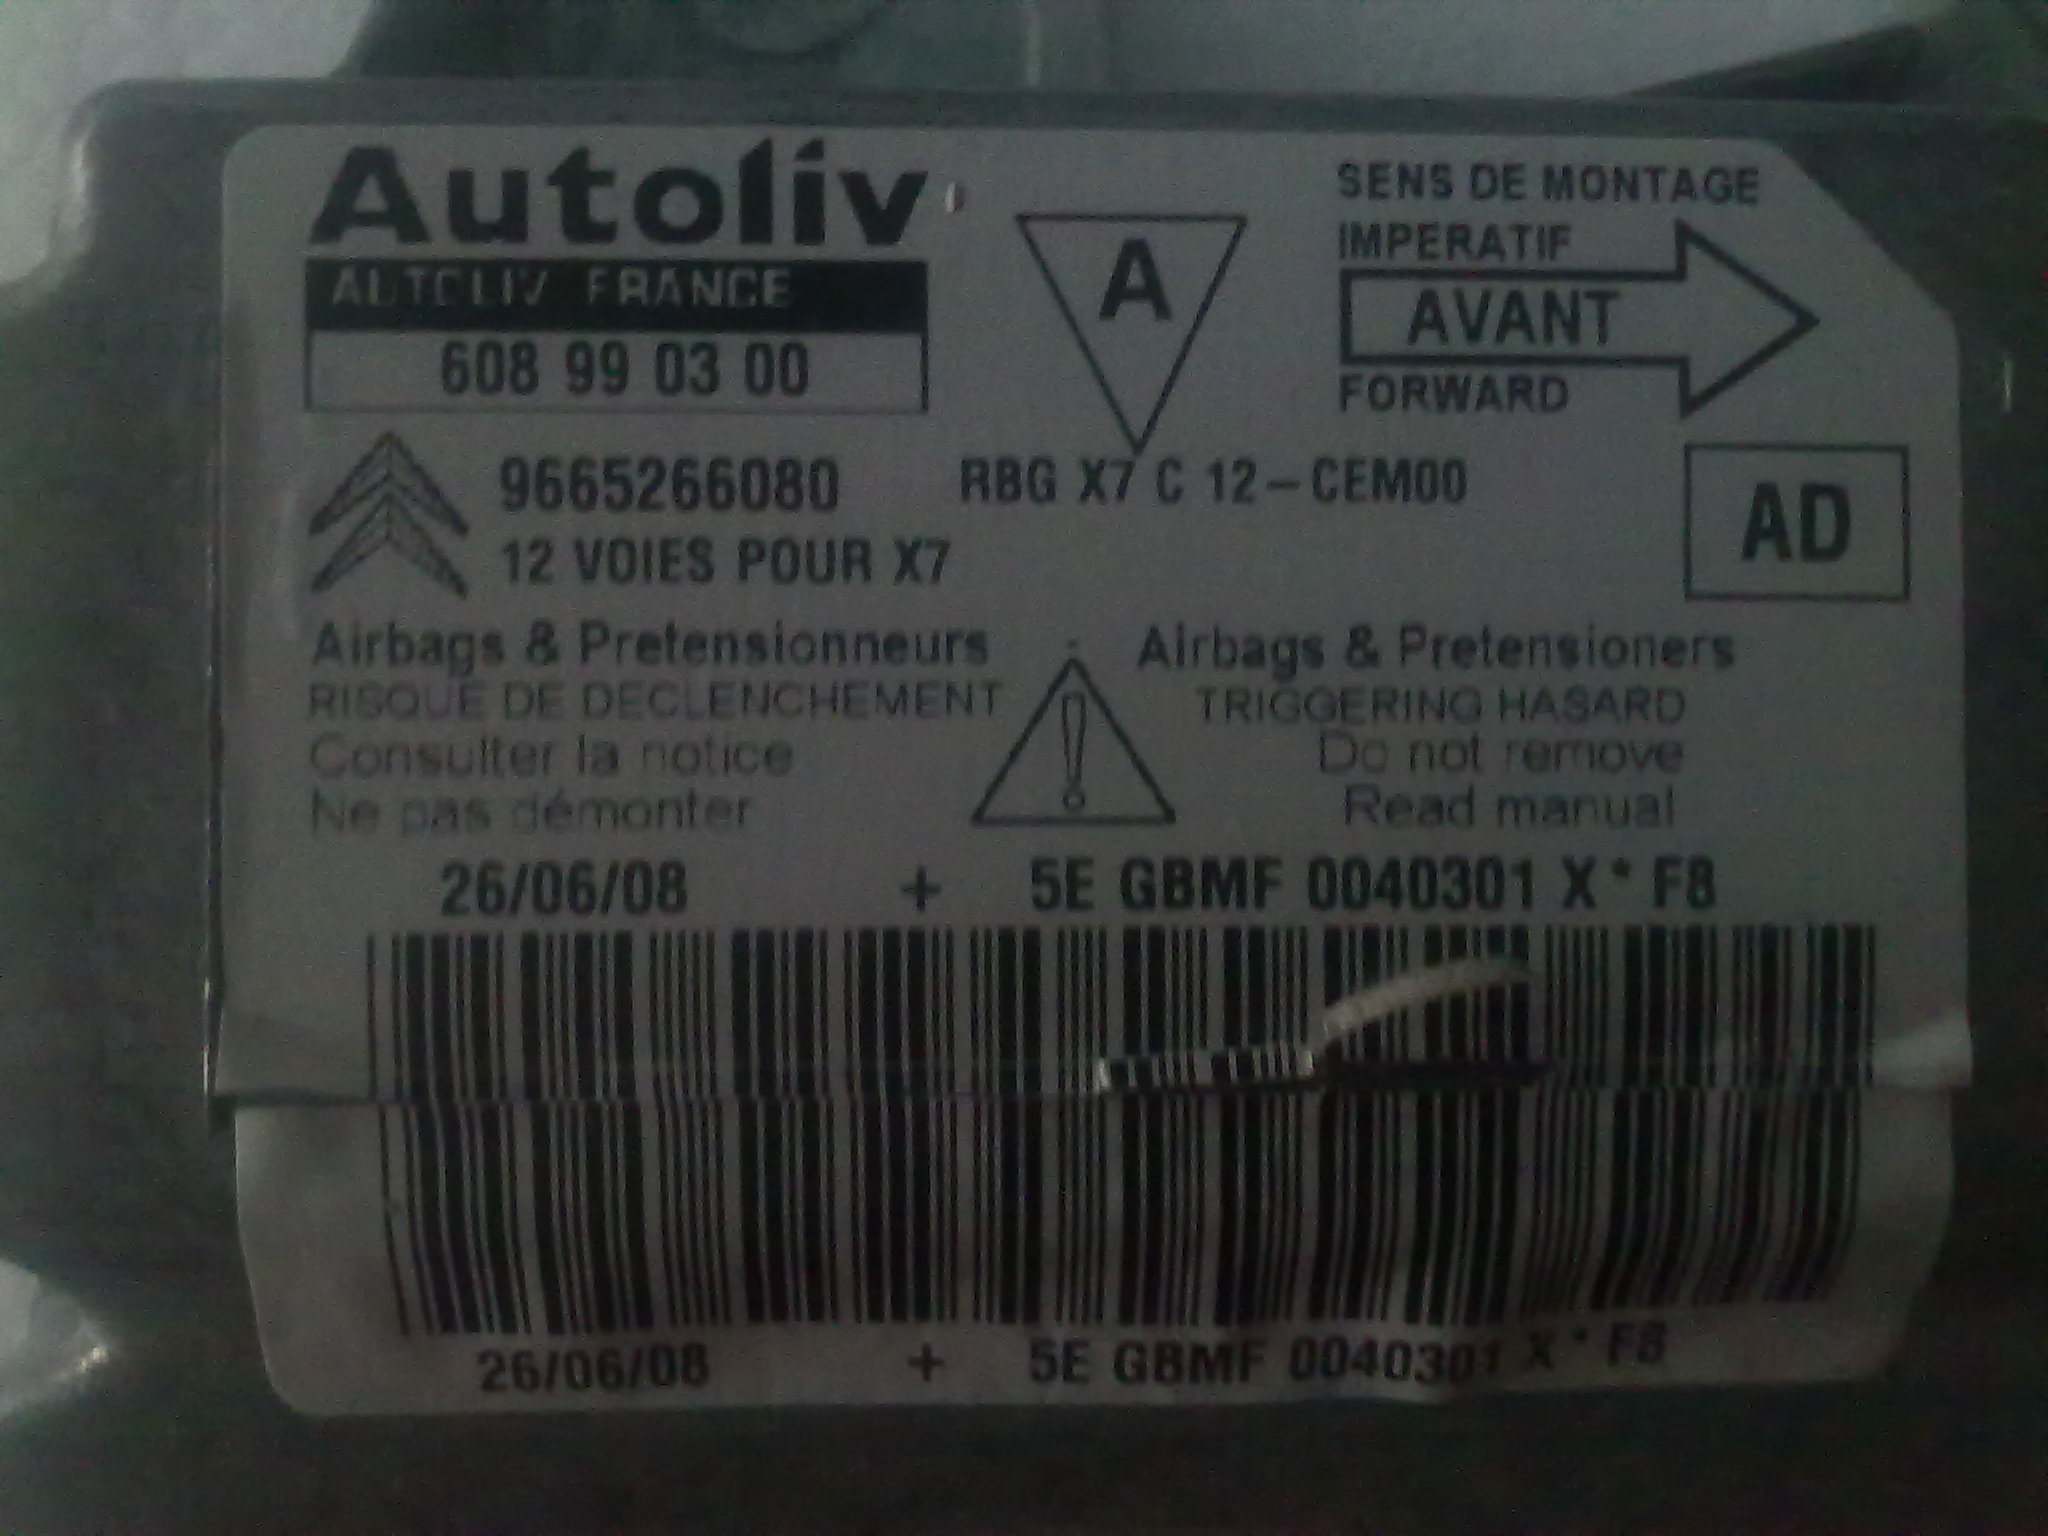 Autoliv
AUTOLIV FRANCE
608 99 03 00
A
SENS DE MONTAGE
IMPERATIF
AVANT
FORWARD
9665266080
RBG X7 C 12-CEM00
12 VOIES POUR X7
AD
Airbags & Pretensionneurs
RISQUE DE DECLENCHEMENT
Consulter la notice
Ne pas démonter
!
Airbags & Pretensioners
TRIGGERING HASARD
Do not remove
Read manual
26/06/08 + 5E GBMF 0040301 X * F8
26/06/08 + 5E GBMF 0040301 X * F8